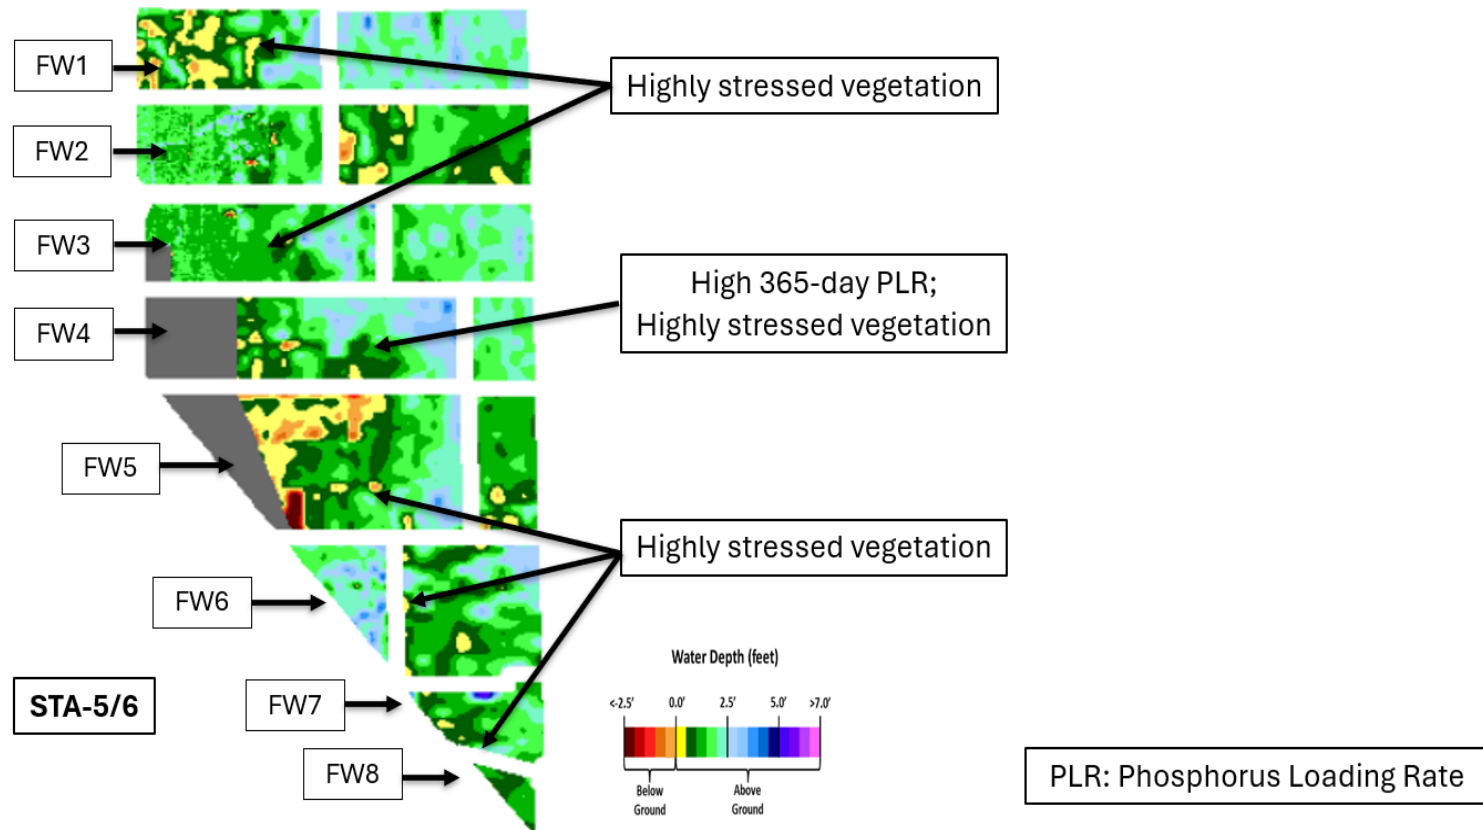 FW1
Highly stressed vegetation
FW2
FW3
High 365-day PLR;
Highly stressed vegetation
FW4
FW5
Highly stressed vegetation
FW6
Water Depth (feet)
STA-5/6
FW7
<-2.5' 0.0' 2.5' 5.0' >7.0'
FW8
Below Above
Ground Ground
PLR: Phosphorus Loading Rate